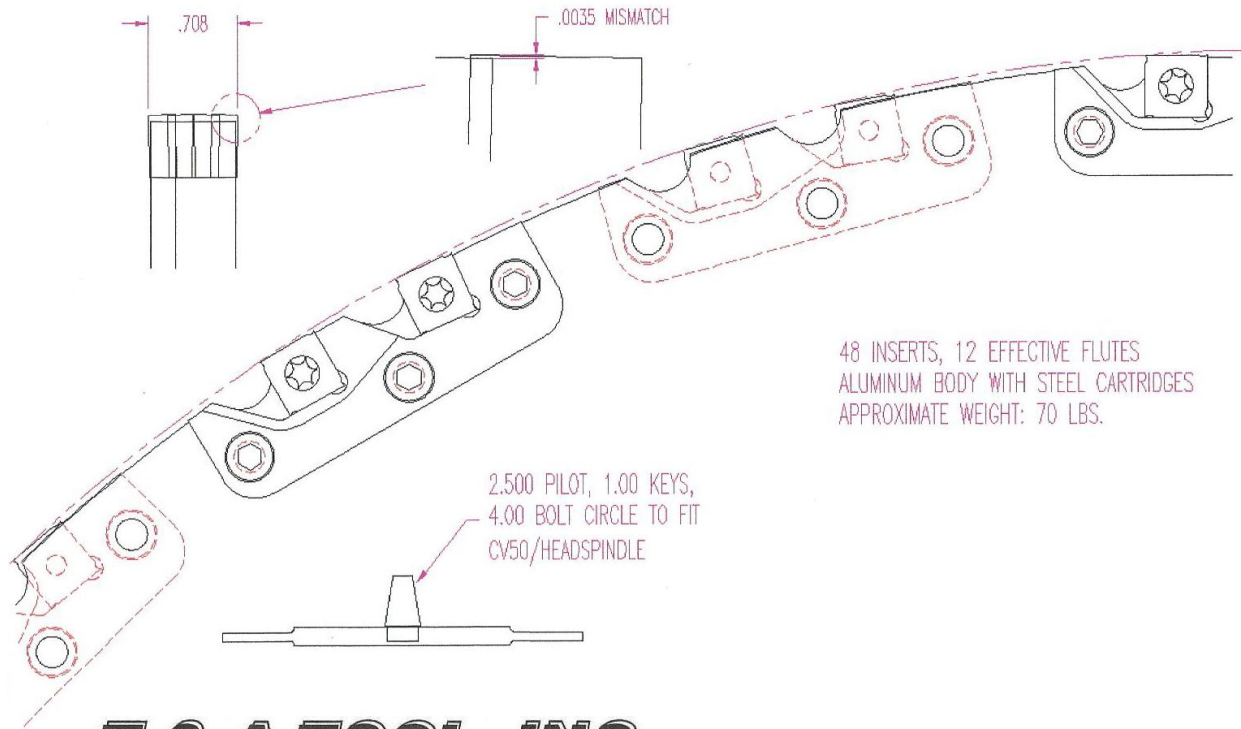 .708
.0035 MISMATCH
48 INSERTS, 12 EFFECTIVE FLUTES
ALUMINUM BODY WITH STEEL CARTRIDGES
APPROXIMATE WEIGHT: 70 LBS.
2.500 PILOT, 1.00 KEYS,
4.00 BOLT CIRCLE TO FIT
CV50/HEADSPINDLE